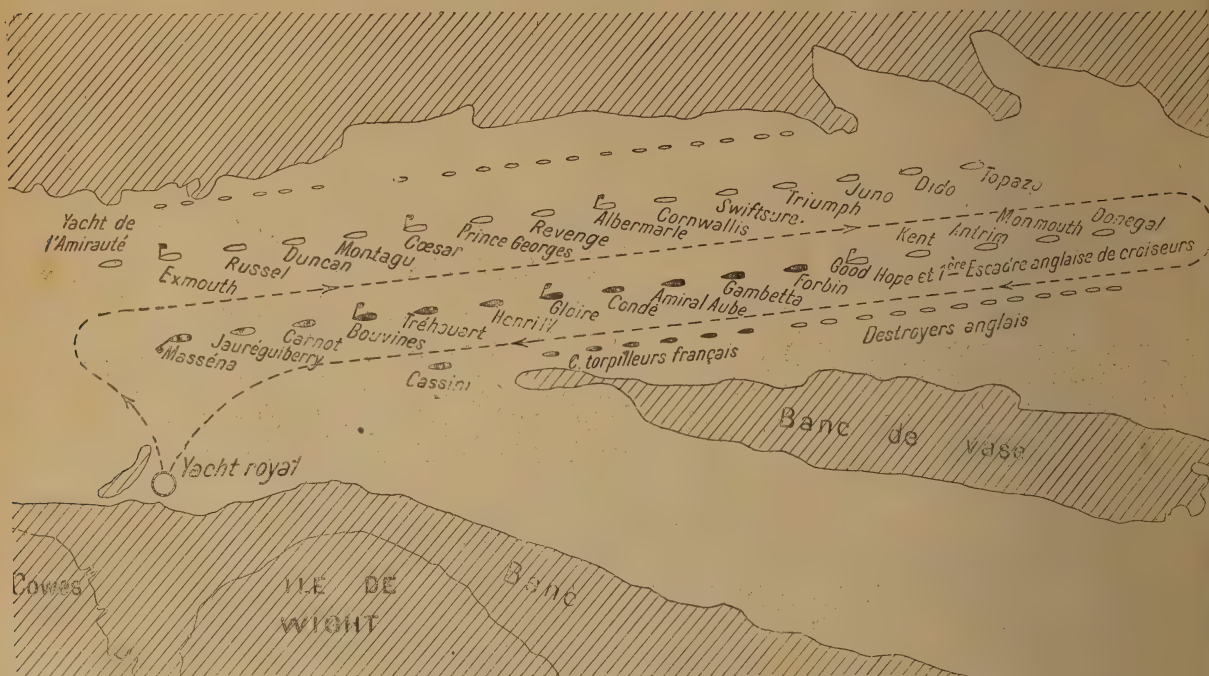 Yacht de
l'Amirauté
Exmouth
Russel
Duncan
Montagu
Cœsar
Prince Georges
Revenge
Albermarle
Cornwallis
Swiftsure.
Triumph
Juno
Dido
Topaze
Masséna
Jauréguiberry
Carnot
Bouvines
Tréhouart
Henri IV
Gloire
Condé
Amiral Aube
Gambetta
Forbin
Kent
Antrim
Monmouth
Donegal
Good Hope et 1ère Escadre anglaise de croiseurs
Destroyers anglais
C. torpilleurs français
Cassini
Banc de vase
Yacht royal
Cowes
ILE DE
WIGHT
Banc